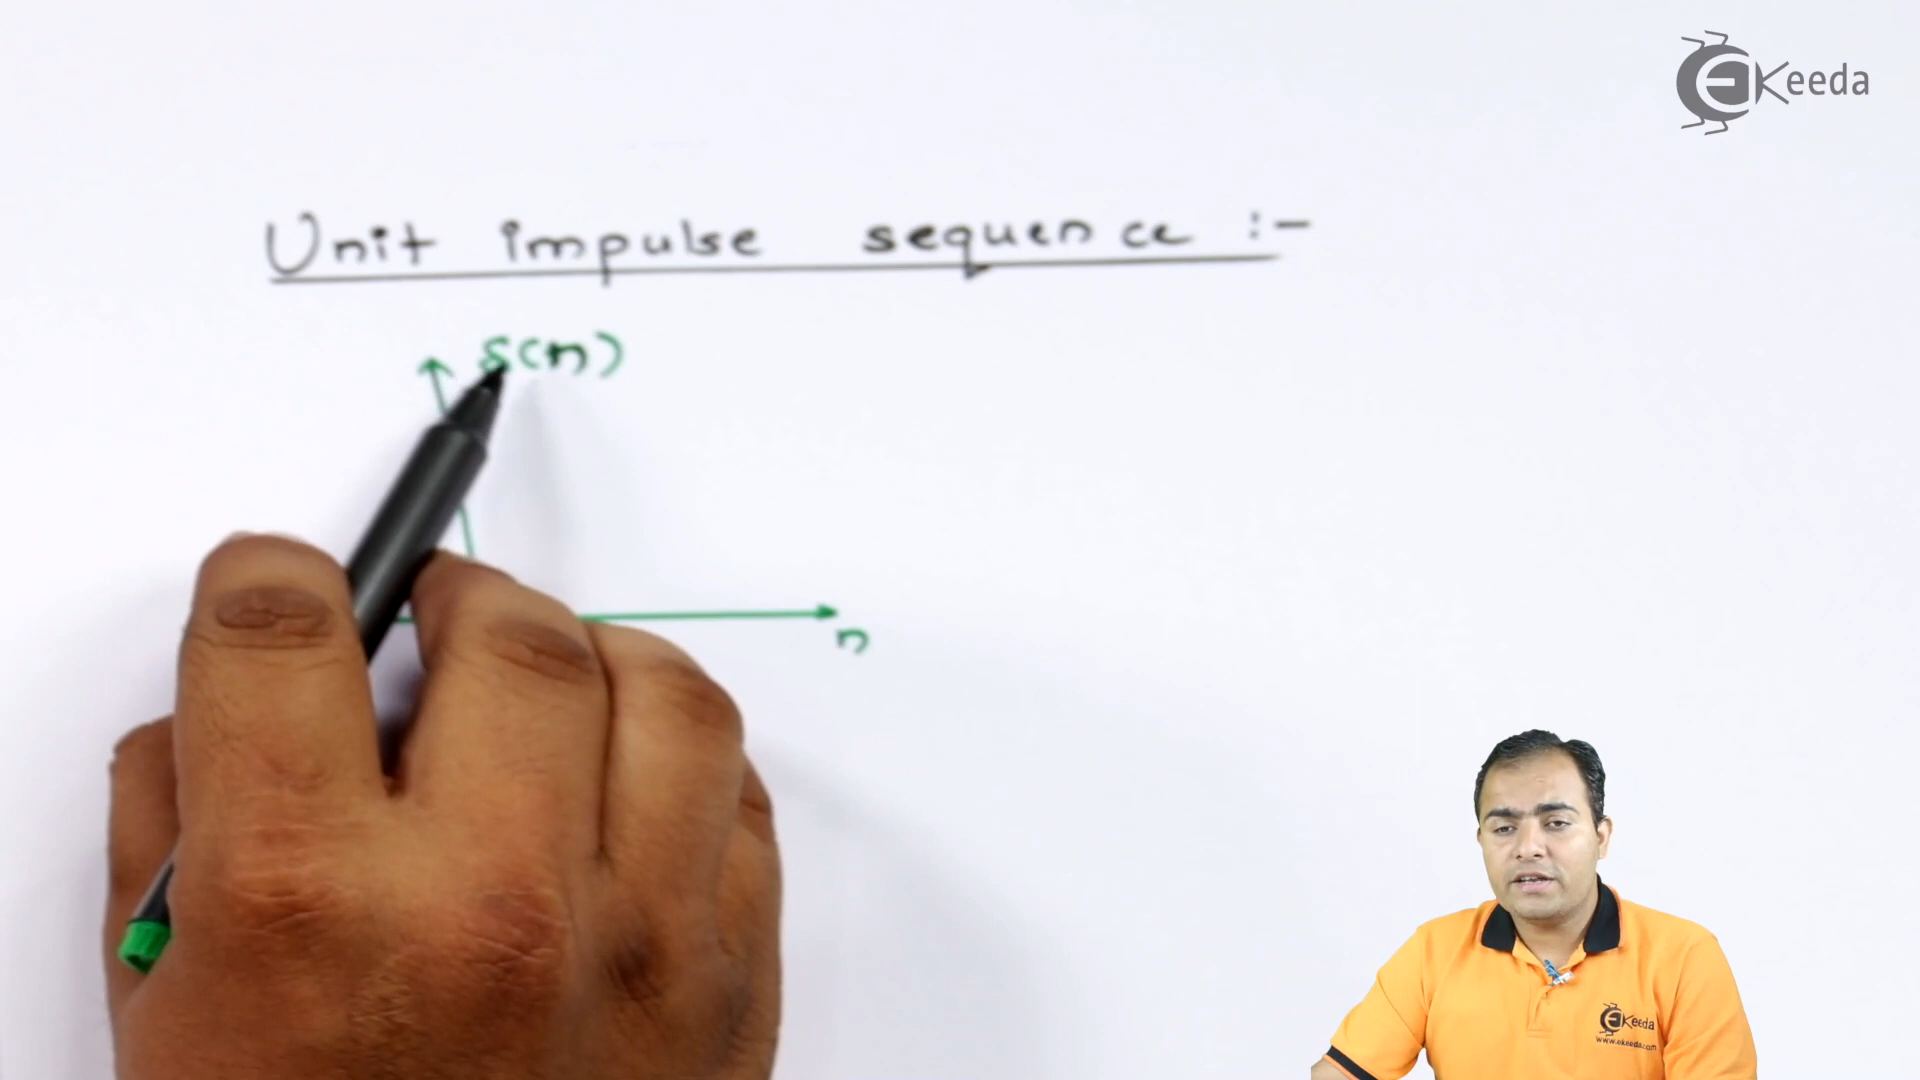 EKeeda
Unit impulse sequence :-
δ(n)
n
EKeeda
www.ekeeda.com